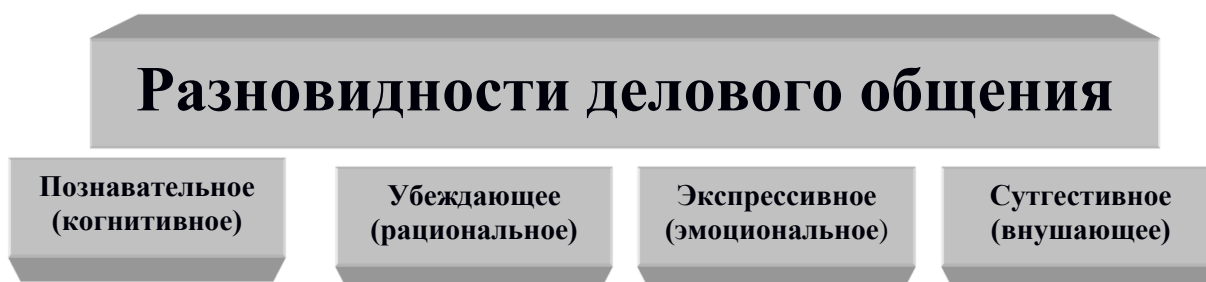 Разновидности делового общения
Познавательное
(когнитивное)
Убеждающее
(рациональное)
Экспрессивное
(эмоциональное)
Сутгестивное
(внушающее)